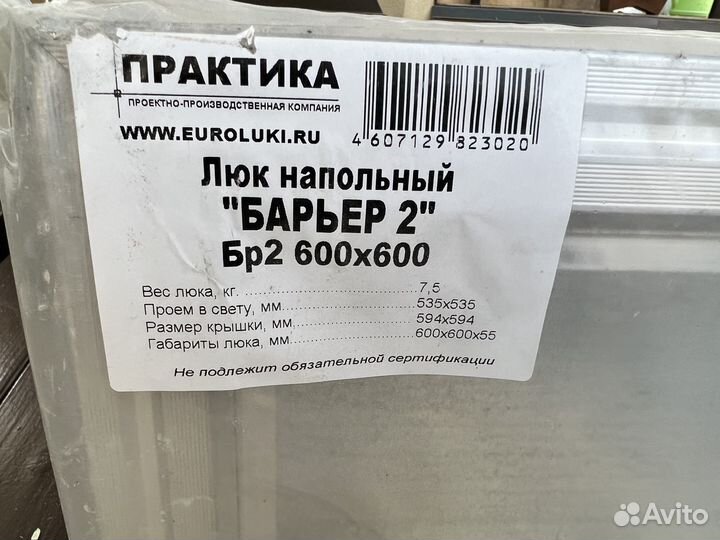 ПРАКТИКА
ПРОЕКТНО-ПРОИЗВОДСТВЕННАЯ КОМПАНИЯ
WWW.EUROLUKI.RU
4 607129 823020
Люк напольный
"БАРЬЕР 2"
Бр2 600х600
Вес люка, кг. 7,5
Проем в свету, мм. 535х535
Размер крышки, мм. 594х594
Габариты люка, мм. 600х600х55
Не подлежит обязательной сертификации
Avito